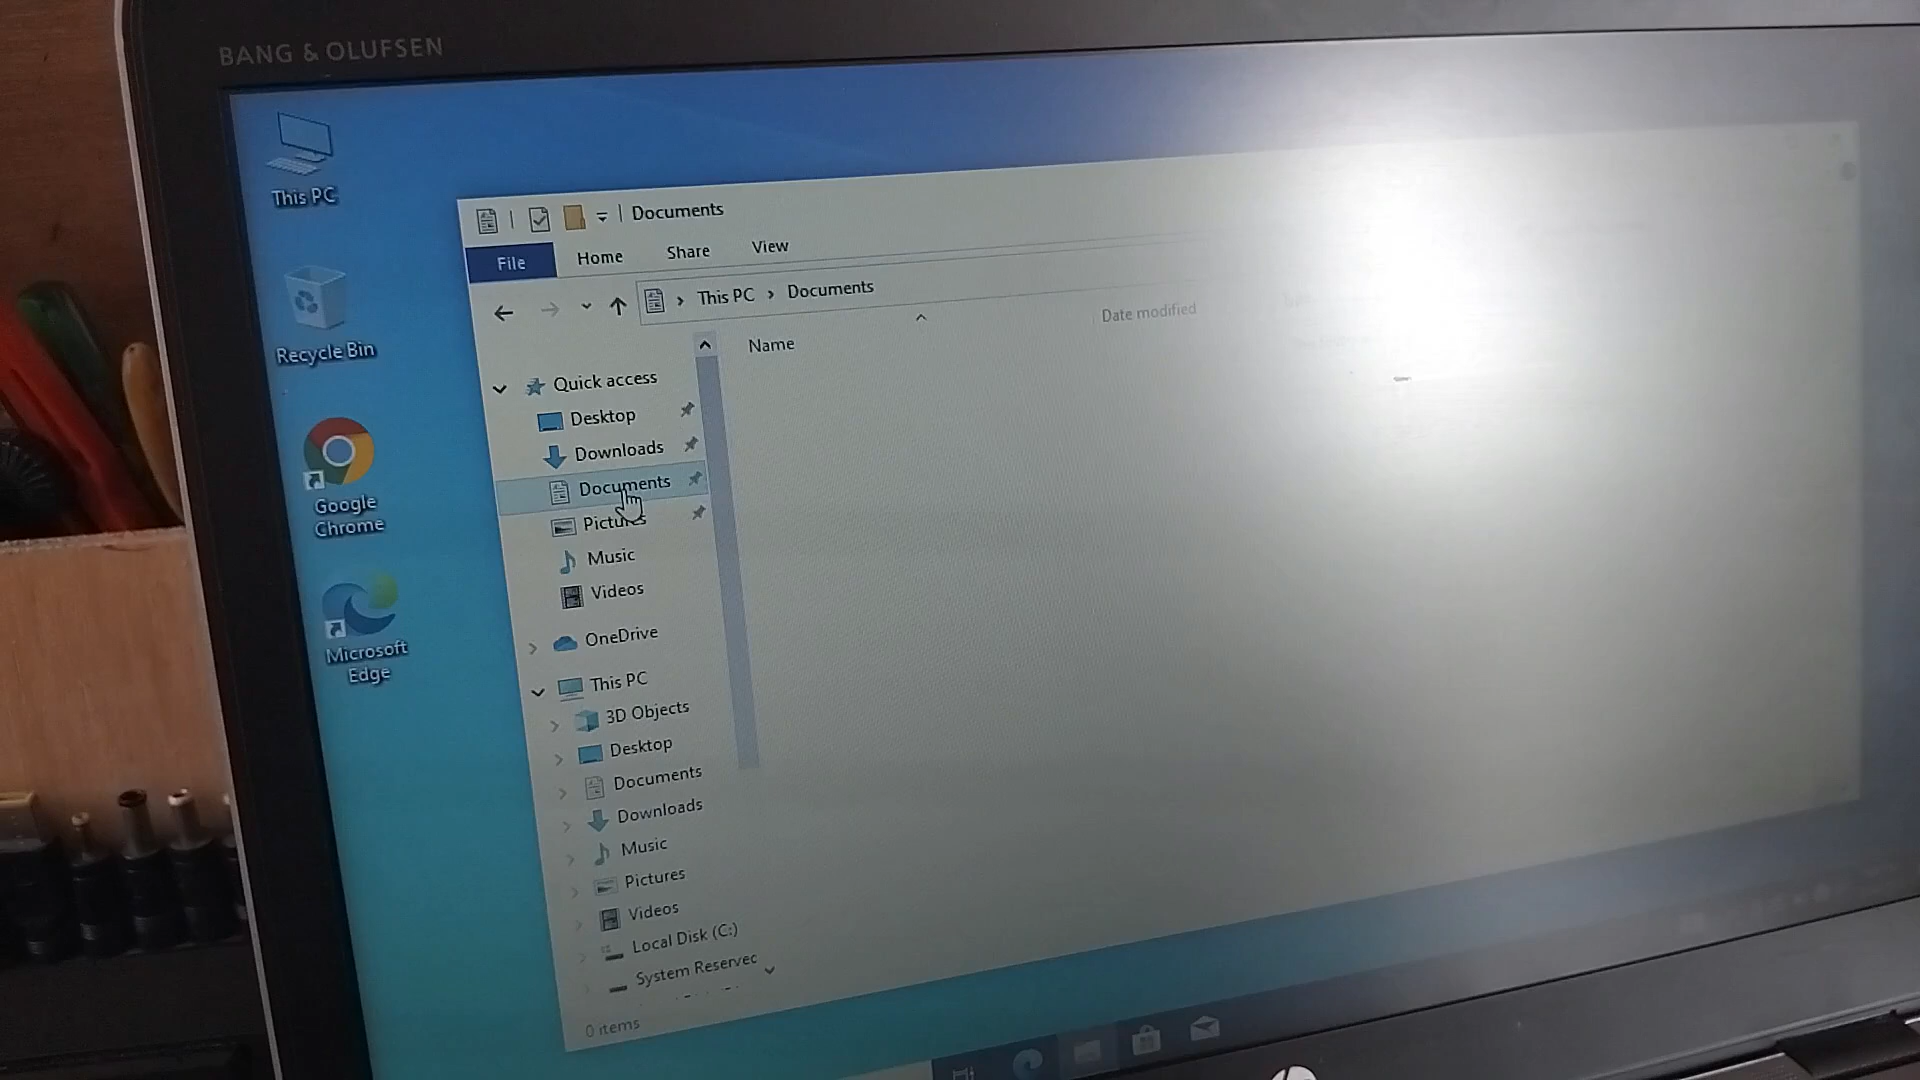 BANG & OLUFSEN
This PC
Recycle Bin
Google
Chrome
Microsoft
Edge
Documents
File Home Share View
This PC Documents
Name Date modified
Quick access
Desktop
Downloads
Documents
Pictures
Music
Videos
OneDrive
This PC
3D Objects
Desktop
Documents
Downloads
Music
Pictures
Videos
Local Disk (C:)
System Reservec
0 items
hp